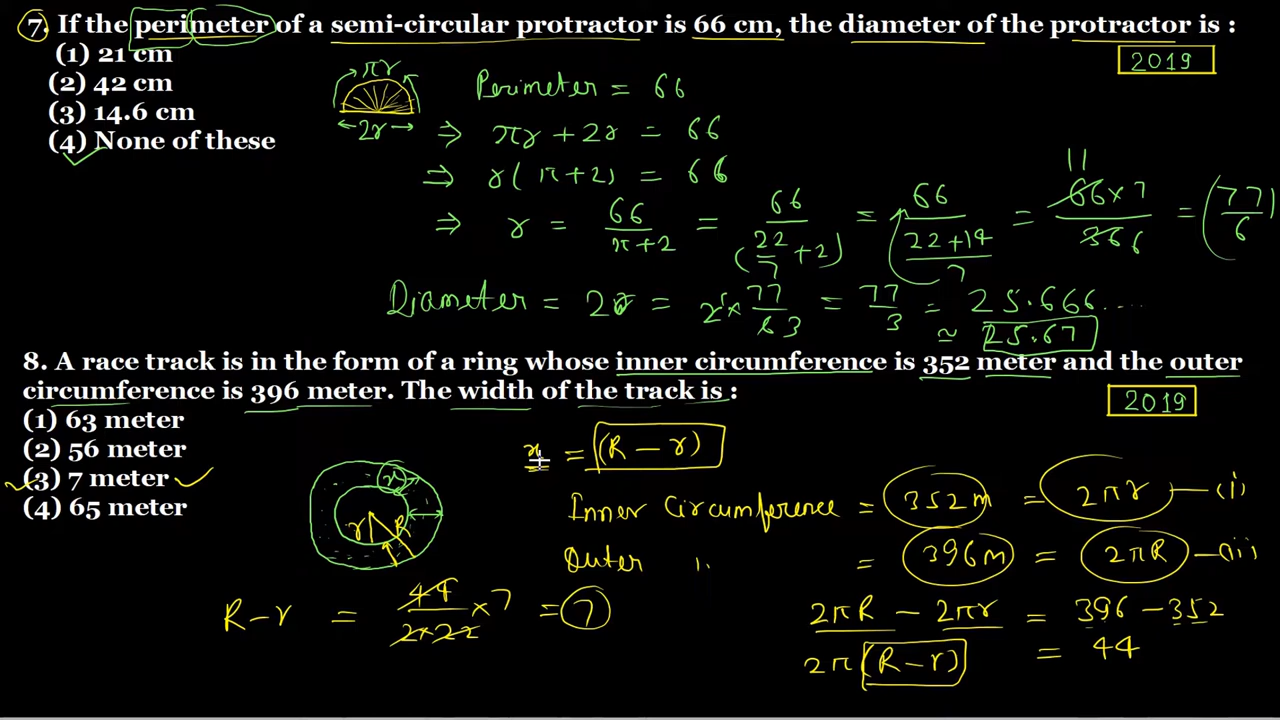 7. If the perimeter of a semi-circular protractor is 66 cm, the diameter of the protractor is :
2019
(1) 21 cm
(2) 42 cm
(3) 14.6 cm
(4) None of these
πr
2r
Perimeter = 66
⇒ πr + 2r = 66
⇒ r( π+2) = 66
⇒ r = 66/(π+2) = 66/(22/7 + 2) = 66/((22+14)/7) = 66×7/36 = (77/6)
11
6
Diameter = 2r = 2 × 77/6 = 77/3 = 25.666....
3
≈ 25.67
8. A race track is in the form of a ring whose inner circumference is 352 meter and the outer
circumference is 396 meter. The width of the track is :
2019
(1) 63 meter
(2) 56 meter
(3) 7 meter
(4) 65 meter
x
r R
x = (R - r)
Inner Circumference = 352m = 2πr —(i)
Outer ,, = 396m = 2πR —(ii)
2πR - 2πr = 396 - 352
2π(R-r) = 44
R-r = 44/(2×22) ×7 = 7